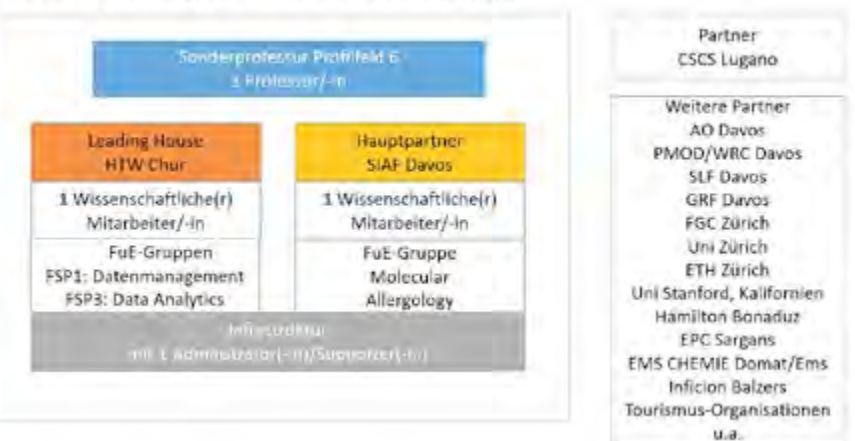 Sonderprofessur Profilfeld 6
1 Professor/-in
Leading House
HTW Chur
1 Wissenschaftliche(r)
Mitarbeiter/-in
FuE-Gruppen
FSP1: Datenmanagement
FSP3: Data Analytics
Hauptpartner
SIAF Davos
1 Wissenschaftliche(r)
Mitarbeiter/-in
FuE-Gruppe
Molecular
Allergology
Infrastruktur
mit 1 Administrator(-in)/Supporter(-in)
Partner
CSCS Lugano
Weitere Partner
AO Davos
PMOD/WRC Davos
SLF Davos
GRF Davos
FGC Zürich
Uni Zürich
ETH Zürich
Uni Stanford, Kalifornien
Hamilton Bonaduz
EPC Sargans
EMS CHEMIE Domat/Ems
Inficion Balzers
Tourismus-Organisationen
u.a.